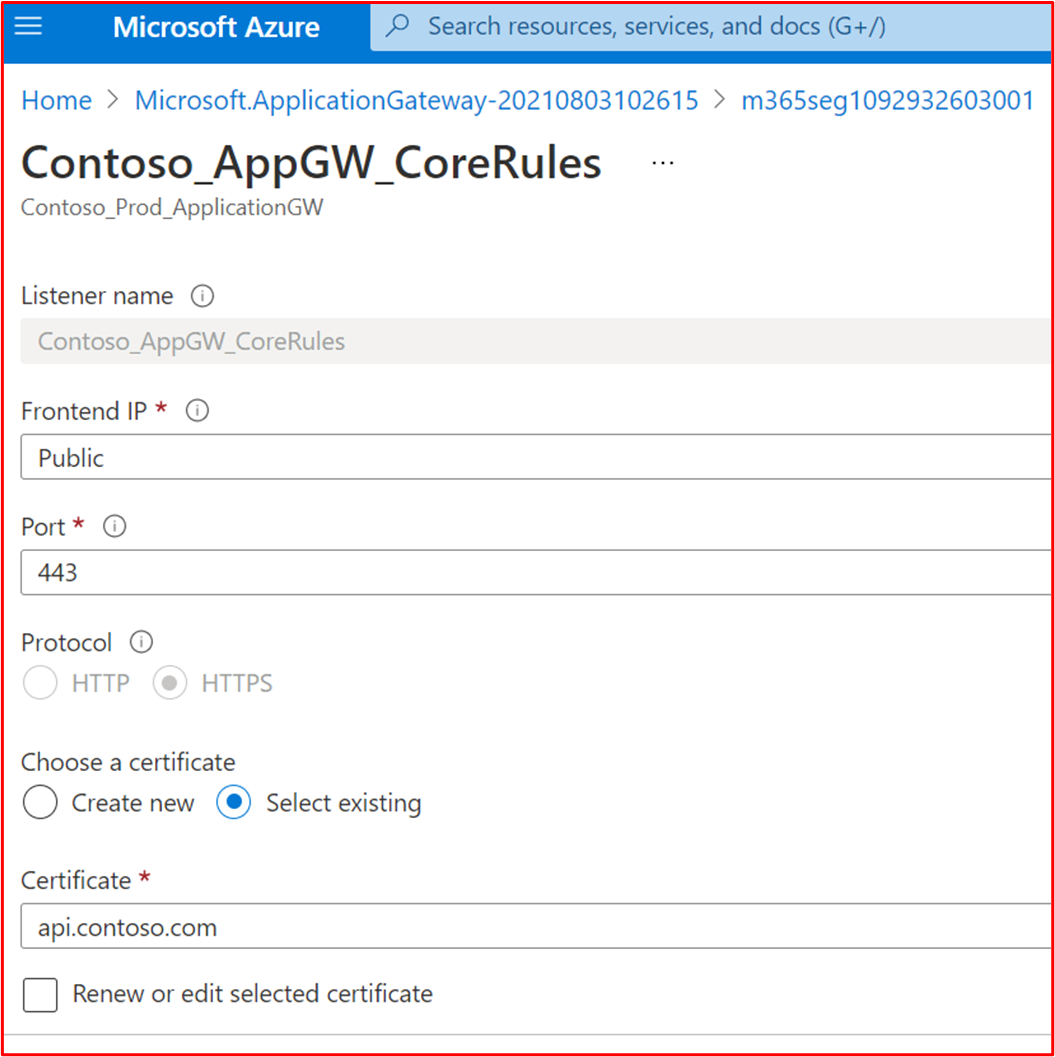 Microsoft Azure Search resources, services, and docs (G+/)
Home > Microsoft.ApplicationGateway-20210803102615 > m365seg1092932603001
Contoso_AppGW_CoreRules ...
Contoso_Prod_ApplicationGW
Listener name
Contoso_AppGW_CoreRules
Frontend IP *
Public
Port *
443
Protocol
HTTP HTTPS
Choose a certificate
Create new Select existing
Certificate *
api.contoso.com
Renew or edit selected certificate